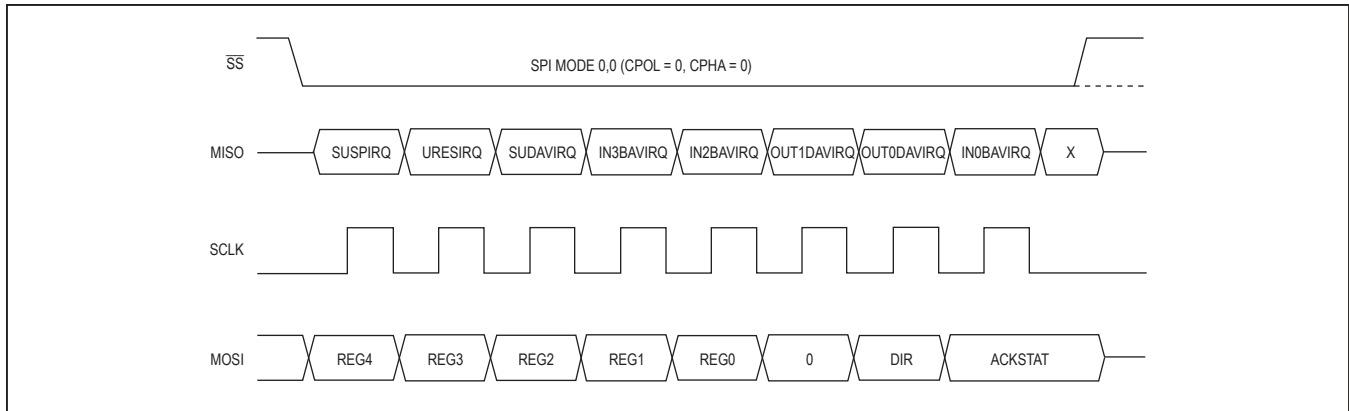 SS
SPI MODE 0,0 (CPOL = 0, CPHA = 0)
MISO SUSPIRQ URESIRQ SUDAVIRQ IN3BAVIRQ IN2BAVIRQ OUT1DAVIRQ OUT0DAVIRQ IN0BAVIRQ X
SCLK
MOSI REG4 REG3 REG2 REG1 REG0 0 DIR ACKSTAT